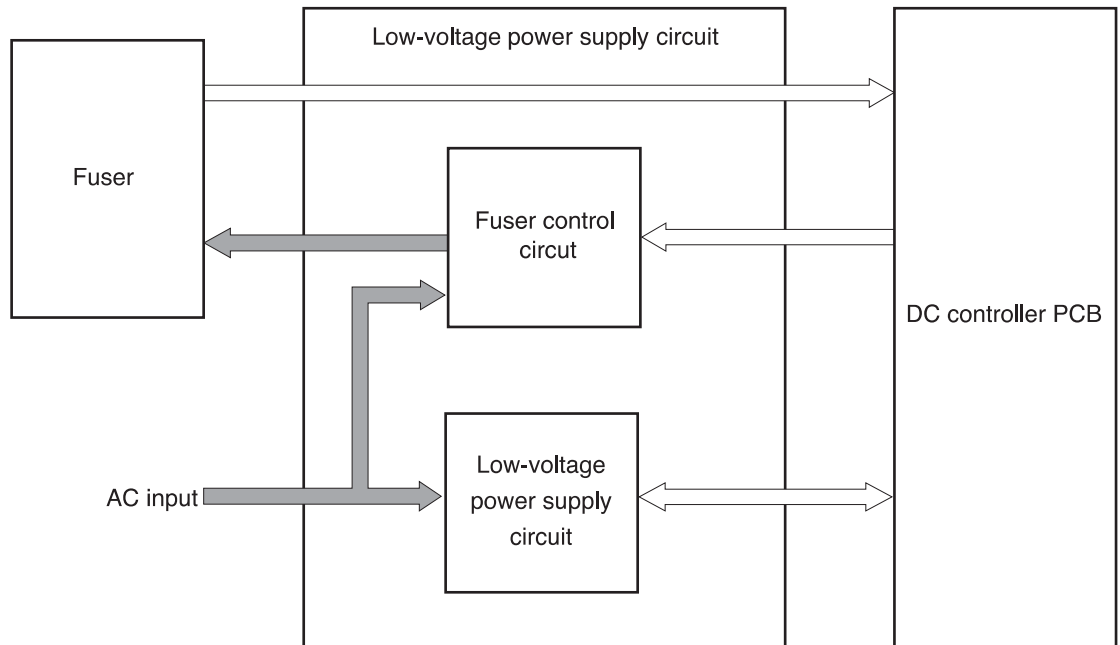 Low-voltage power supply circuit
Fuser
Fuser control
circut
DC controller PCB
AC input
Low-voltage
power supply
circuit